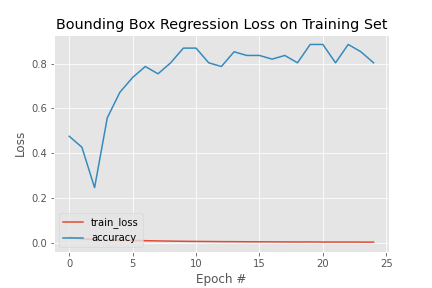 Bounding Box Regression Loss on Training Set
Loss
0.8
0.6
0.4
0.2
0.0
train_loss
accuracy
0 5 10 15 20 25
Epoch #